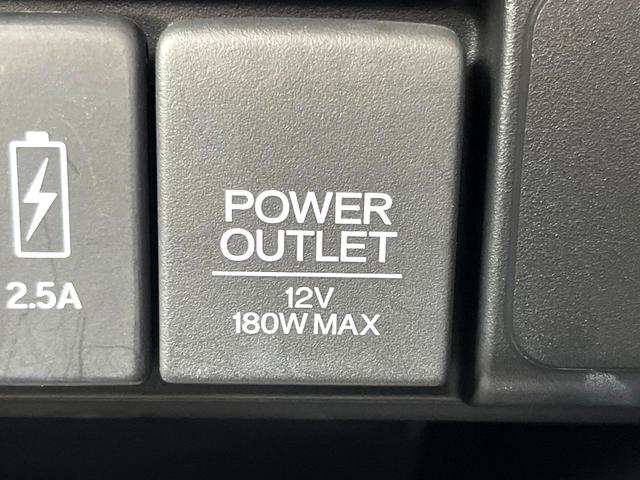 POWER
OUTLET
12V
180W MAX
2.5A